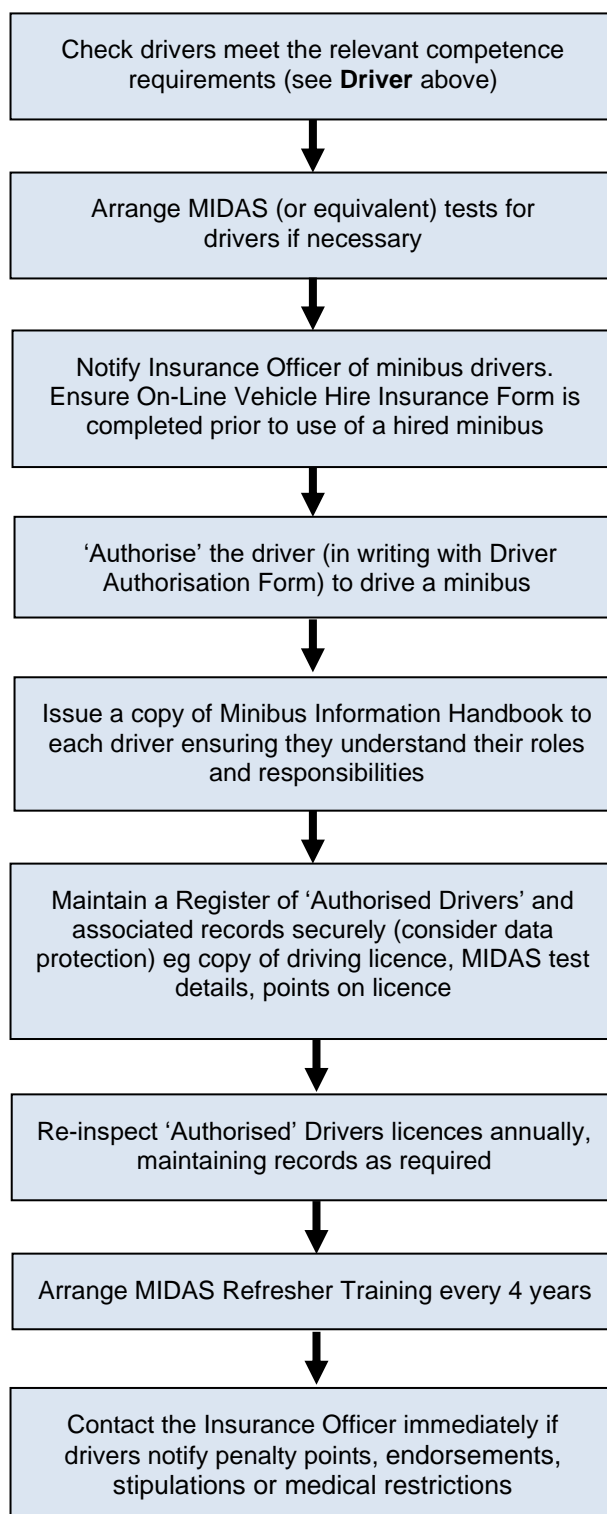 Check drivers meet the relevant competence
requirements (see Driver above)
Arrange MIDAS (or equivalent) tests for
drivers if necessary
Notify Insurance Officer of minibus drivers.
Ensure On-Line Vehicle Hire Insurance Form is
completed prior to use of a hired minibus
‘Authorise’ the driver (in writing with Driver
Authorisation Form) to drive a minibus
Issue a copy of Minibus Information Handbook to
each driver ensuring they understand their roles
and responsibilities
Maintain a Register of ‘Authorised Drivers’ and
associated records securely (consider data
protection) eg copy of driving licence, MIDAS test
details, points on licence
Re-inspect ‘Authorised’ Drivers licences annually,
maintaining records as required
Arrange MIDAS Refresher Training every 4 years
Contact the Insurance Officer immediately if
drivers notify penalty points, endorsements,
stipulations or medical restrictions